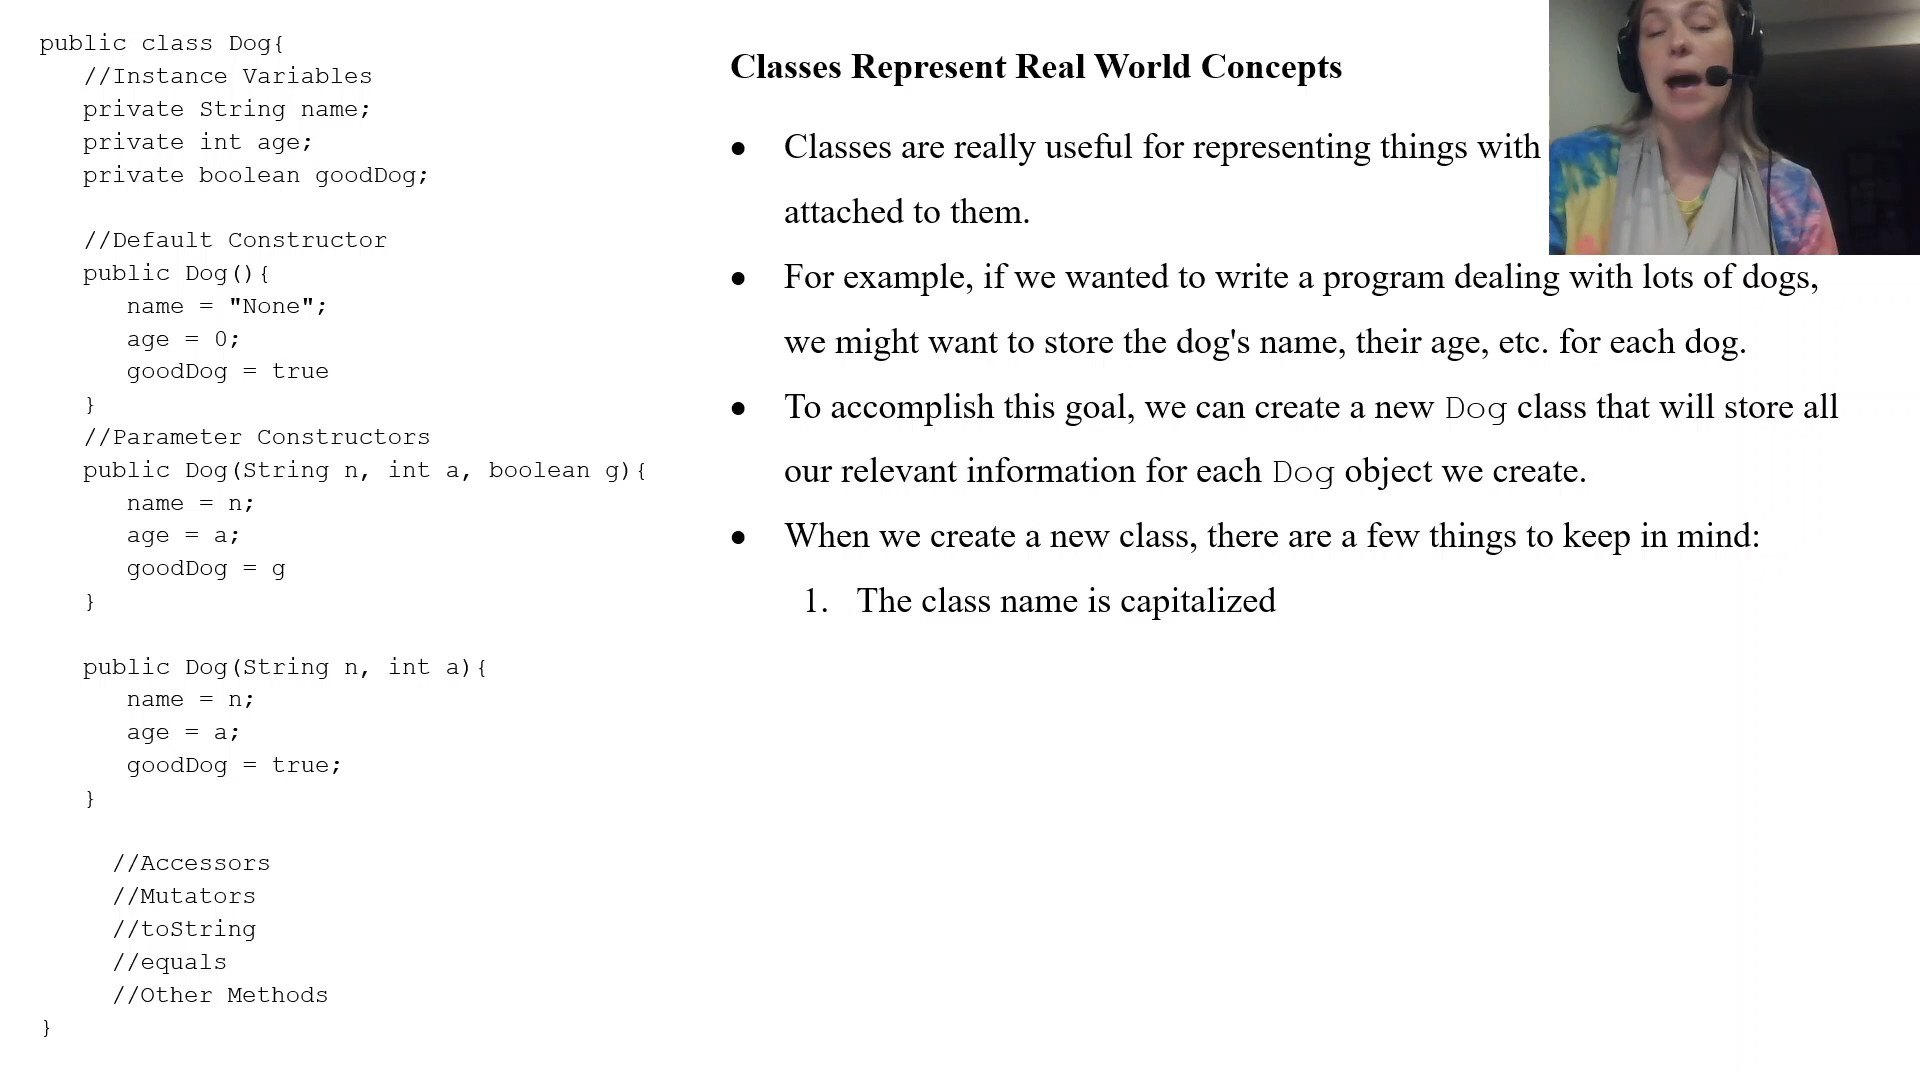 public class Dog{
//Instance Variables
private String name;
private int age;
private boolean goodDog;
//Default Constructor
public Dog(){
name = "None";
age = 0;
goodDog = true
}
//Parameter Constructors
public Dog(String n, int a, boolean g){
name = n;
age = a;
goodDog = g
}
public Dog(String n, int a){
name = n;
age = a;
goodDog = true;
}
//Accessors
//Mutators
//toString
//equals
//Other Methods
}
Classes Represent Real World Concepts
● Classes are really useful for representing things with
attached to them.
● For example, if we wanted to write a program dealing with lots of dogs,
we might want to store the dog's name, their age, etc. for each dog.
● To accomplish this goal, we can create a new Dog class that will store all
our relevant information for each Dog object we create.
● When we create a new class, there are a few things to keep in mind:
1. The class name is capitalized